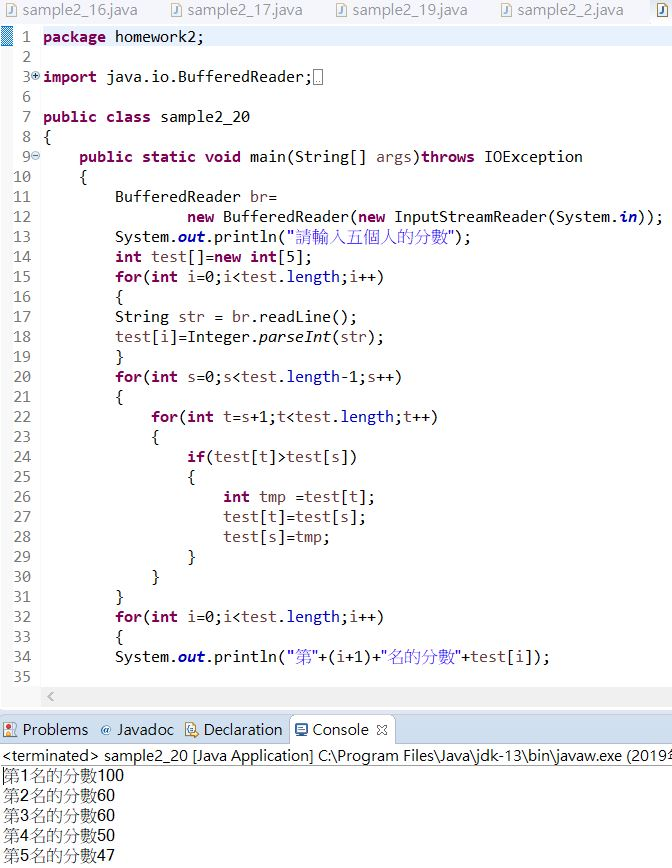 sample2_16.java sample2_17.java sample2_19.java sample2_2.java
1 package homework2;
2
3 import java.io.BufferedReader;
6
7 public class sample2_20
8 {
9 public static void main(String[] args)throws IOException
10 {
11 BufferedReader br=
12 new BufferedReader(new InputStreamReader(System.in));
13 System.out.println("請輸入五個人的分數");
14 int test[]=new int[5];
15 for(int i=0;i<test.length;i++)
16 {
17 String str = br.readLine();
18 test[i]=Integer.parseInt(str);
19 }
20 for(int s=0;s<test.length-1;s++)
21 {
22 for(int t=s+1;t<test.length;t++)
23 {
24 if(test[t]>test[s])
25 {
26 int tmp =test[t];
27 test[t]=test[s];
28 test[s]=tmp;
29 }
30 }
31 }
32 for(int i=0;i<test.length;i++)
33 {
34 System.out.println("第"+(i+1)+"名的分數"+test[i]);
35
Problems @ Javadoc Declaration Console
<terminated> sample2_20 [Java Application] C:\Program Files\Java\jdk-13\bin\javaw.exe (2019年
第1名的分數100
第2名的分數60
第3名的分數60
第4名的分數50
第5名的分數47